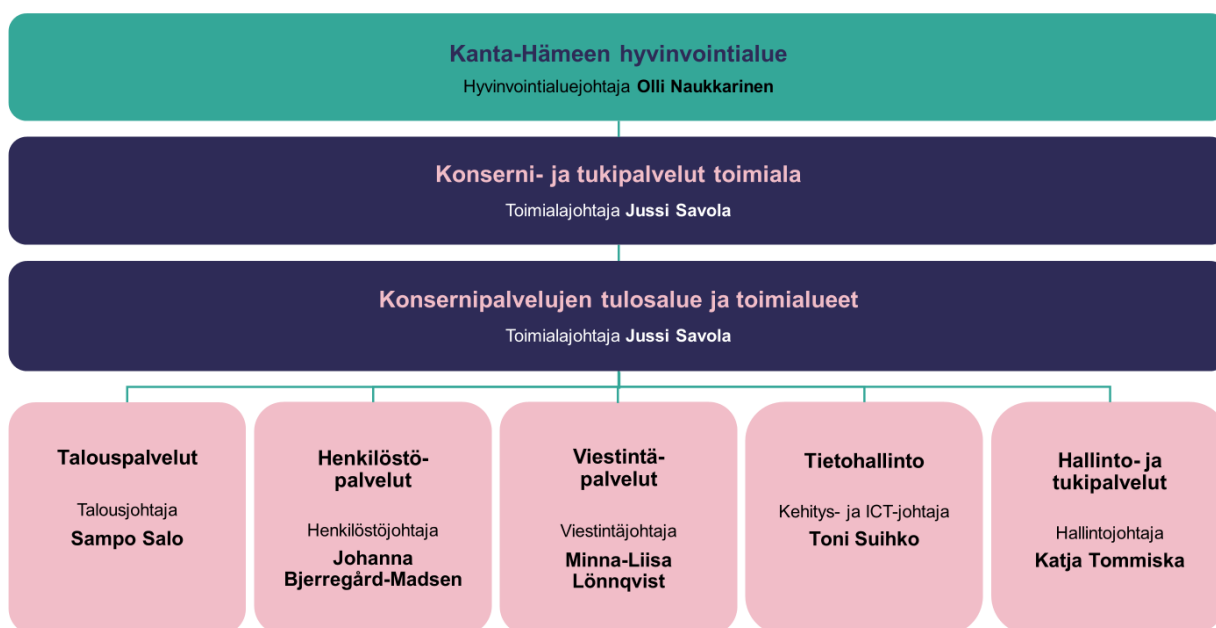 Kanta-Hämeen hyvinvointialue
Hyvinvointialuejohtaja Olli Naukkarinen
Konserni- ja tukipalvelut toimiala
Toimialajohtaja Jussi Savola
Konsernipalvelujen tulosalue ja toimialueet
Toimialajohtaja Jussi Savola
Talouspalvelut
Talousjohtaja
Sampo Salo
Henkilöstö-
palvelut
Henkilöstöjohtaja
Johanna
Bjerregård-Madsen
Viestintä-
palvelut
Viestintäjohtaja
Minna-Liisa
Lönnqvist
Tietohallinto
Kehitys- ja ICT-johtaja
Toni Suihko
Hallinto- ja
tukipalvelut
Hallintojohtaja
Katja Tommiska